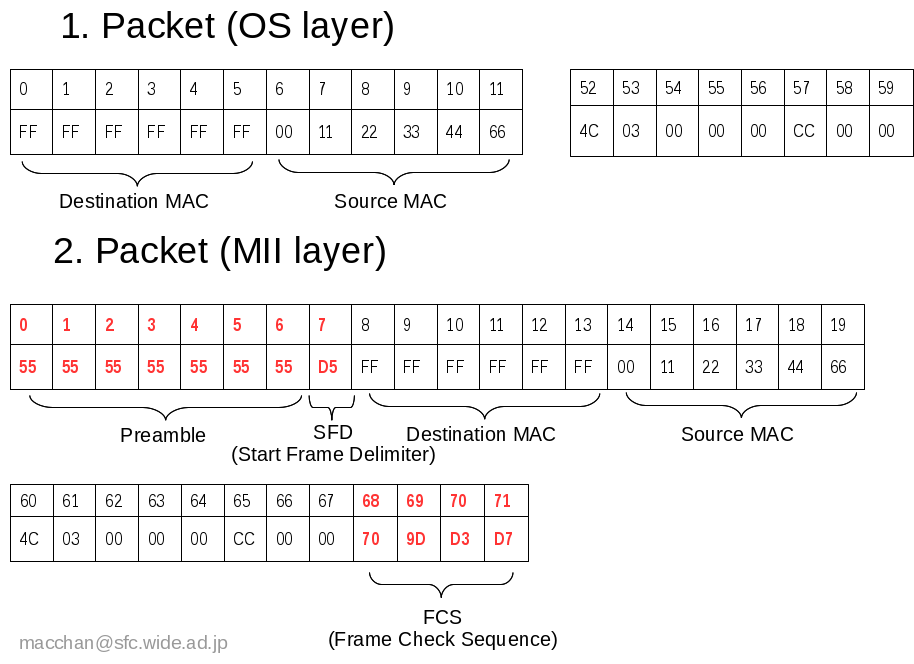 1. Packet (OS layer)
0 1 2 3 4 5 6 7 8 9 10 11 52 53 54 55 56 57 58 59
FF FF FF FF FF FF 00 11 22 33 44 66 4C 03 00 00 00 CC 00 00
Destination MAC Source MAC
2. Packet (MII layer)
0 1 2 3 4 5 6 7 8 9 10 11 12 13 14 15 16 17 18 19
55 55 55 55 55 55 55 D5 FF FF FF FF FF FF 00 11 22 33 44 66
Preamble SFD Destination MAC Source MAC
(Start Frame Delimiter)
60 61 62 63 64 65 66 67 68 69 70 71
4C 03 00 00 00 CC 00 00 70 9D D3 D7
FCS
(Frame Check Sequence)
macchan@sfc.wide.ad.jp